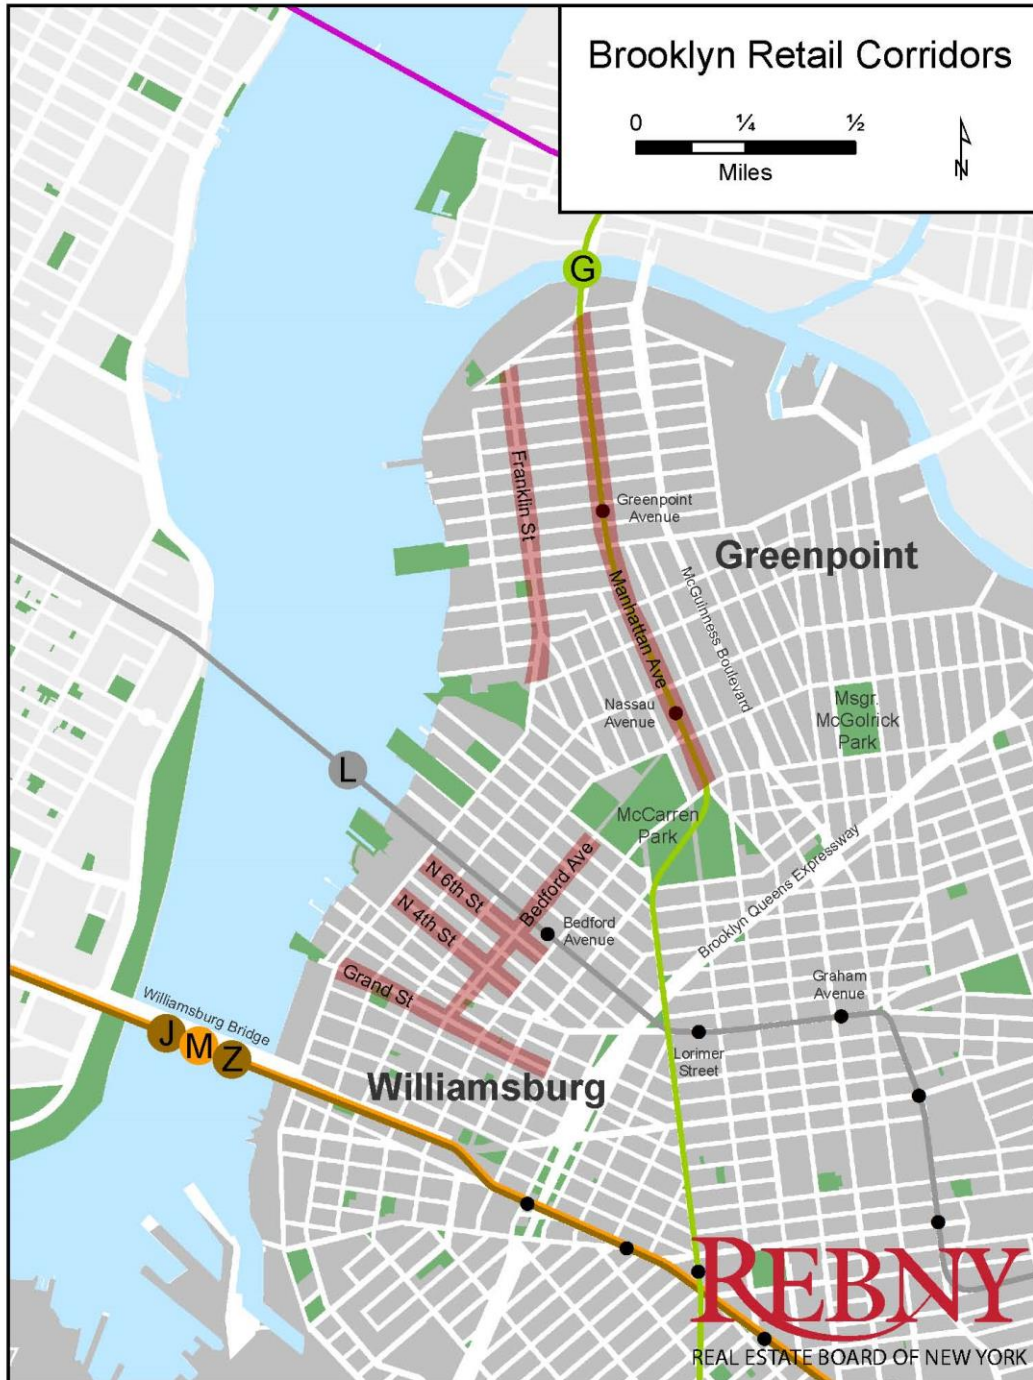 Brooklyn Retail Corridors
0 ¼ ½
Miles
N
G
Franklin St
Greenpoint
Avenue
Greenpoint
Manhattan Ave
McGuinness Boulevard
Nassau
Avenue
Msgr.
McGolrick
Park
L
McCarren
Park
N 6th St
Bedford Ave
N 4th St
Bedford
Avenue
Brooklyn Queens Expressway
Grand St
Graham
Avenue
Williamsburg Bridge
J M Z
Lorimer
Street
Williamsburg
REBNY
REAL ESTATE BOARD OF NEW YORK